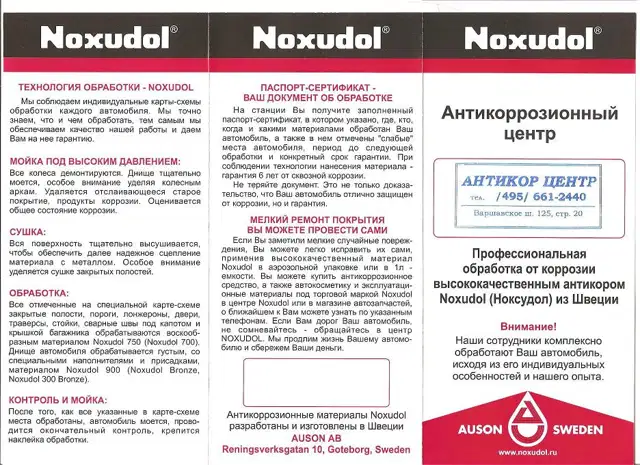 Noxudol®
ТЕХНОЛОГИЯ ОБРАБОТКИ - NOXUDOL
Мы соблюдаем индивидуальные карты-схемы
обработки каждого автомобиля. Мы точно
знаем, что и чем обработать, тем самым мы
обеспечиваем качество нашей работы и даем
Вам на нее гарантию.
МОЙКА ПОД ВЫСОКИМ ДАВЛЕНИЕМ:
Все колеса демонтируются. Днище тщательно
моется, особое внимание уделяя колесным
аркам. Удаляется отслаивающееся старое
покрытие, продукты коррозии. Оценивается
общее состояние коррозии.
СУШКА:
Вся поверхность тщательно высушивается,
чтобы обеспечить далее надежное сцепление
материала с металлом. Особое внимание
уделяется сушке закрытых полостей.
ОБРАБОТКА:
Все отмеченные на специальной карте-схеме
закрытые полости, пороги, лонжероны, двери,
траверсы, стойки, сварные швы под капотом и
крышкой багажника обрабатываются воскооб-
разным материалом Noxudol 750 (Noxudol 700).
Днище автомобиля обрабатывается густым, со
специальными наполнителями и присадками,
материалом Noxudol 900 (Noxudol Bronze,
Noxudol 300 Bronze).
КОНТРОЛЬ И МОЙКА:
После того, как все указанные в карте-схеме
места обработаны, автомобиль моется, прово-
дится окончательный контроль, крепится
наклейка обработки.
Noxudol®
ПАСПОРТ-СЕРТИФИКАТ -
ВАШ ДОКУМЕНТ ОБ ОБРАБОТКЕ
На станции Вы получите заполненный
паспорт-сертификат, в котором указано, где, кто,
когда и какими материалами обработан Ваш
автомобиль, а также в нем отмечены "слабые"
места автомобиля, период до следующей
обработки и конкретный срок гарантии. При
соблюдении технологии нанесения материала -
гарантия 6 лет от сквозной коррозии.
Не теряйте документ. Это не только доказатель-
ство, что Ваш автомобиль отлично защищен
от коррозии, но и гарантия.
МЕЛКИЙ РЕМОНТ ПОКРЫТИЯ
ВЫ МОЖЕТЕ ПРОВЕСТИ САМИ
Если Вы заметили мелкие случайные повреж-
дения, Вы можете легко исправить их сами,
применив высококачественный материал
Noxudol в аэрозольной упаковке или в 1л -
емкости. Вы можете купить антикоррозионное
средство, а также автокосметику и эксплутаци-
онные материалы под торговой маркой Noxudol
в центре Noxudol или в магазине автозапчастей,
о ближайшем к Вам можете узнать по указанным
телефонам. Если Вам дорог Ваш автомобиль,
не сомневайтесь - обращайтесь в центр
NOXUDOL. Мы продлим жизнь Вашему автомо-
билю и сбережем Ваши деньги.
Антикоррозионные материалы Noxudol
разработаны и изготовлены в Швеции
AUSON AB
Reningsverksgatan 10, Goteborg, Sweden
Noxudol®
Антикоррозионный
центр
АНТИКОР ЦЕНТР
тел. /495/ 661-2440
Варшавское ш. 125, стр. 20
Профессиональная
обработка от коррозии
высококачественным антикором
Noxudol (Ноксудол) из Швеции
Внимание!
Наши сотрудники комплексно
обработают Ваш автомобиль,
исходя из его индивидуальных
особенностей и нашего опыта.
AUSON SWEDEN
www.noxudol.ru